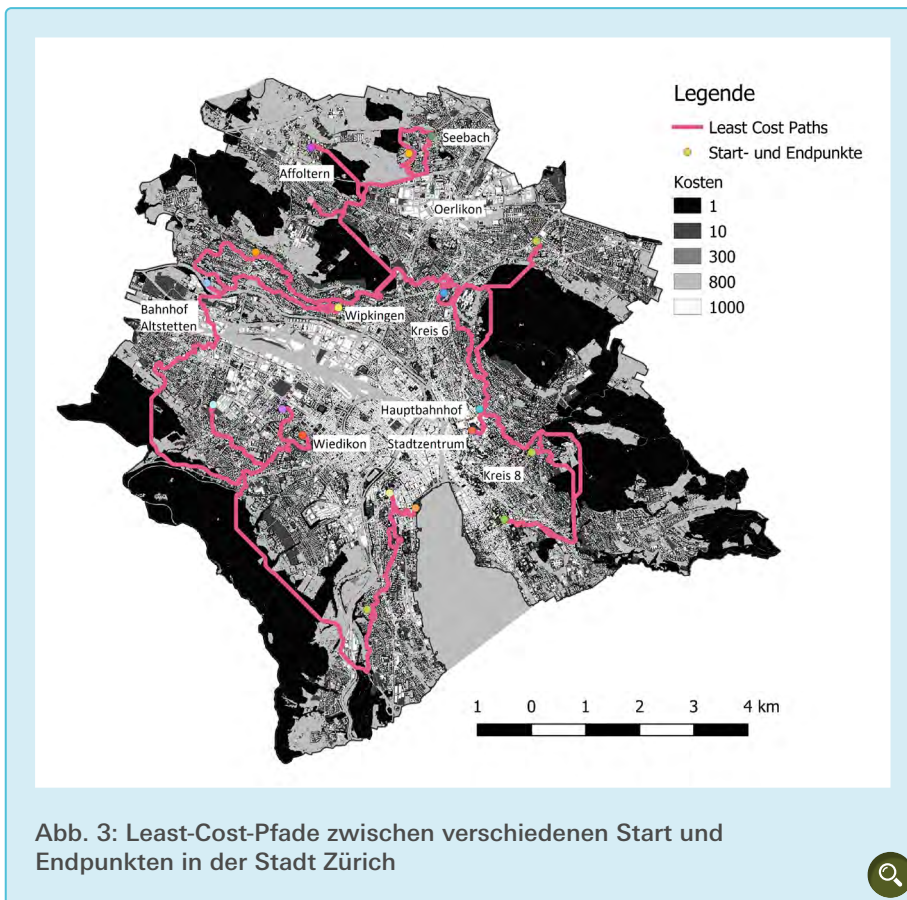 Legende
Least Cost Paths
Start- und Endpunkte
Kosten
1
10
300
800
1000
Seebach
Affoltern
Oerlikon
Wipkingen
Bahnhof
Altstetten
Kreis 6
Hauptbahnhof
Wiedikon
Stadtzentrum
Kreis 8
1 0 1 2 3 4 km
Abb. 3: Least-Cost-Pfade zwischen verschiedenen Start und
Endpunkten in der Stadt Zürich